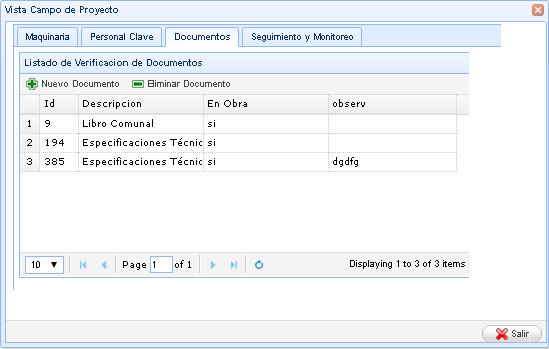 Vista Campo de Proyecto
Maquinaria Personal Clave Documentos Seguimiento y Monitoreo
Listado de Verificacion de Documentos
Nuevo Documento Eliminar Documento
Id Descripcion En Obra observ
1 9 Libro Comunal si
2 194 Especificaciones Técnic si
3 385 Especificaciones Técnic si dgdfg
10 Page 1 of 1 Displaying 1 to 3 of 3 items
Salir